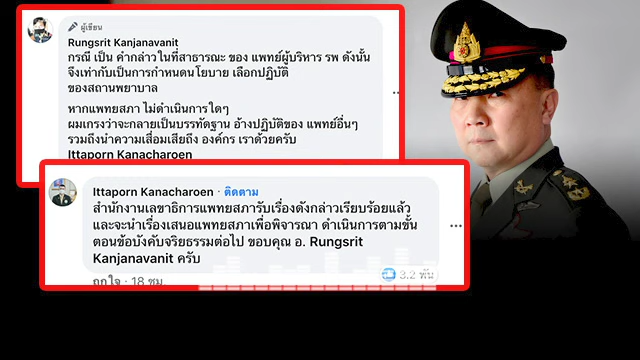 ผู้เขียน
Rungsrit Kanjanavanit
กรณี เป็น คำกล่าวในที่สาธารณะ ของ แพทย์ผู้บริหาร รพ ดังนั้น
จึงเท่ากับเป็นการกำหนดนโยบาย เลือกปฏิบัติ
ของสถานพยาบาล
หากแพทยสภา ไม่ดำเนินการใดๆ
ผมเกรงว่าจะกลายเป็นบรรทัดฐาน อ้างปฏิบัติของ แพทย์อื่นๆ
รวมถึงนำความเสื่อมเสียถึง องค์กร เราด้วยครับ
Ittaporn Kanacharoen
Ittaporn Kanacharoen · ติดตาม
สำนักงานเลขาธิการแพทยสภารับเรื่องดังกล่าวเรียบร้อยแล้ว
และจะนำเรื่องเสนอแพทยสภาเพื่อพิจารณา ดำเนินการตามขั้น
ตอนข้อบังคับจริยธรรมต่อไป ขอบคุณ อ. Rungsrit
Kanjanavanit ครับ
ถูกใจ · 18 ชม.
3.2 พัน